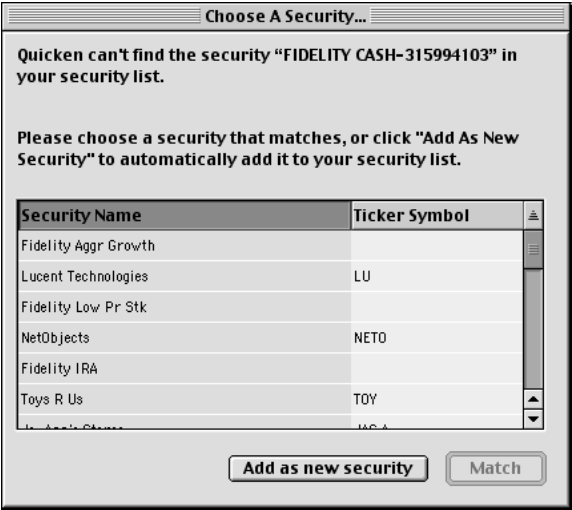 Choose A Security...
Quicken can't find the security “FIDELITY CASH-315994103” in
your security list.
Please choose a security that matches, or click "Add As New
Security" to automatically add it to your security list.
Security Name Ticker Symbol
Fidelity Aggr Growth
Lucent Technologies LU
Fidelity Low Pr Stk
NetObjects NETO
Fidelity IRA
Toys R Us TOY
Add as new security Match